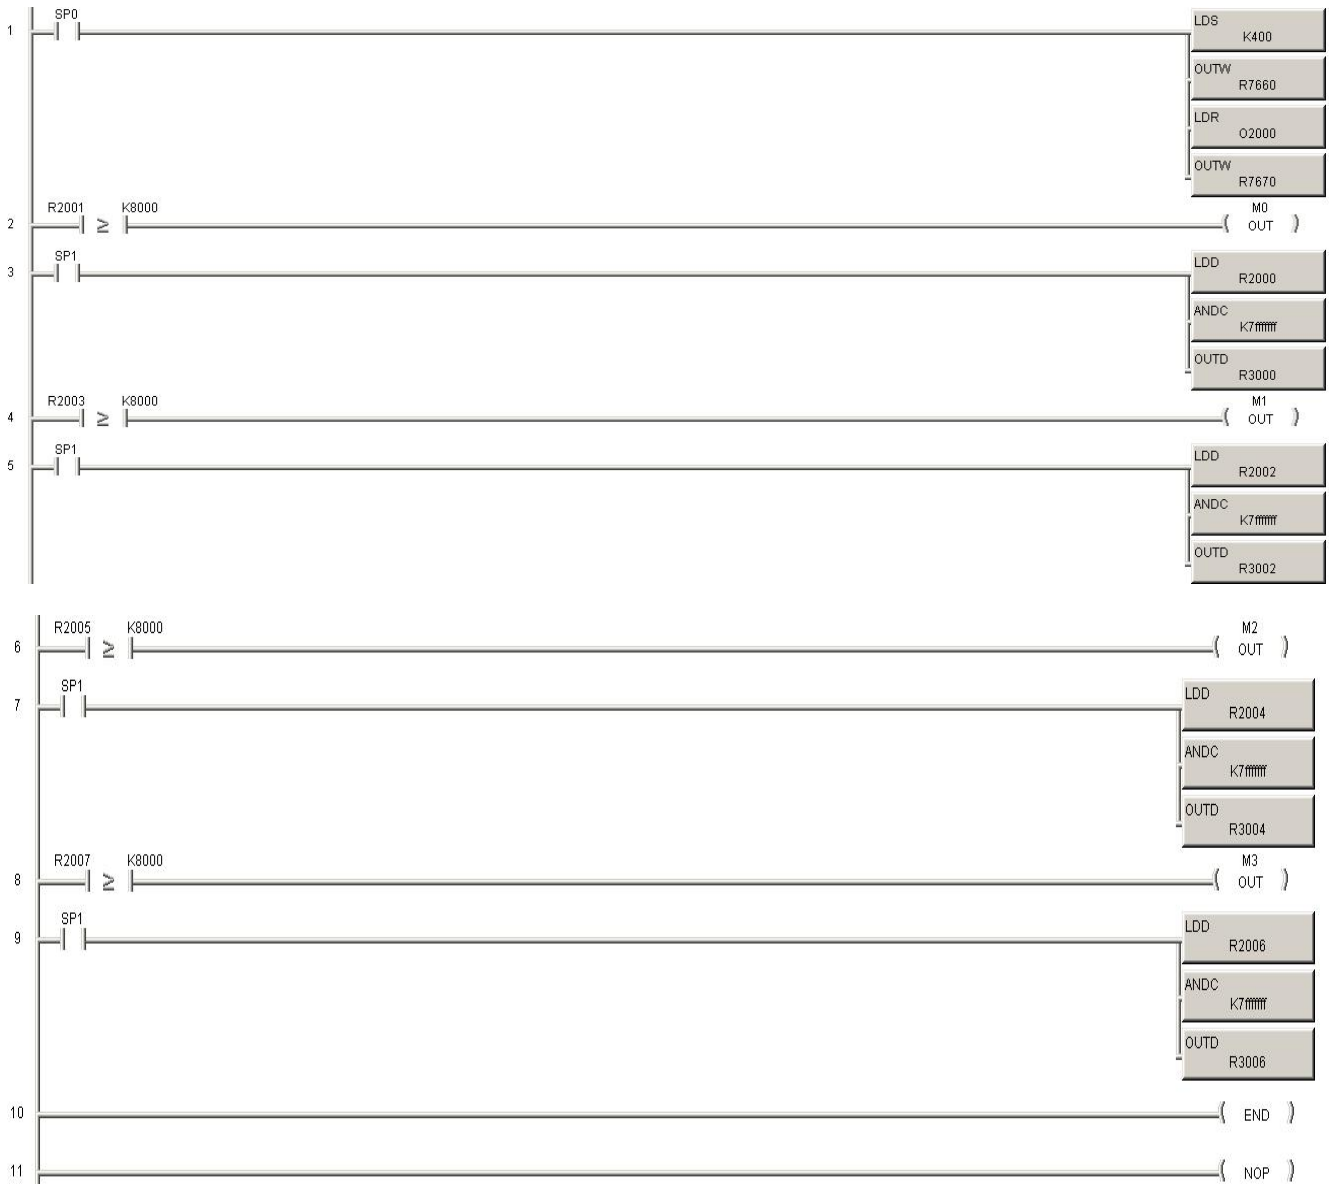 SP0
1
LDS
K400
OUTW
R7660
LDR
O2000
OUTW
R7670
R2001 ≥ K8000
M0
2
OUT
SP1
3
LDD
R2000
ANDC
K7fffffff
OUTD
R3000
R2003 ≥ K8000
M1
4
OUT
SP1
5
LDD
R2002
ANDC
K7fffffff
OUTD
R3002
R2005 ≥ K8000
M2
6
OUT
SP1
7
LDD
R2004
ANDC
K7fffffff
OUTD
R3004
R2007 ≥ K8000
M3
8
OUT
SP1
9
LDD
R2006
ANDC
K7fffffff
OUTD
R3006
10
END
11
NOP